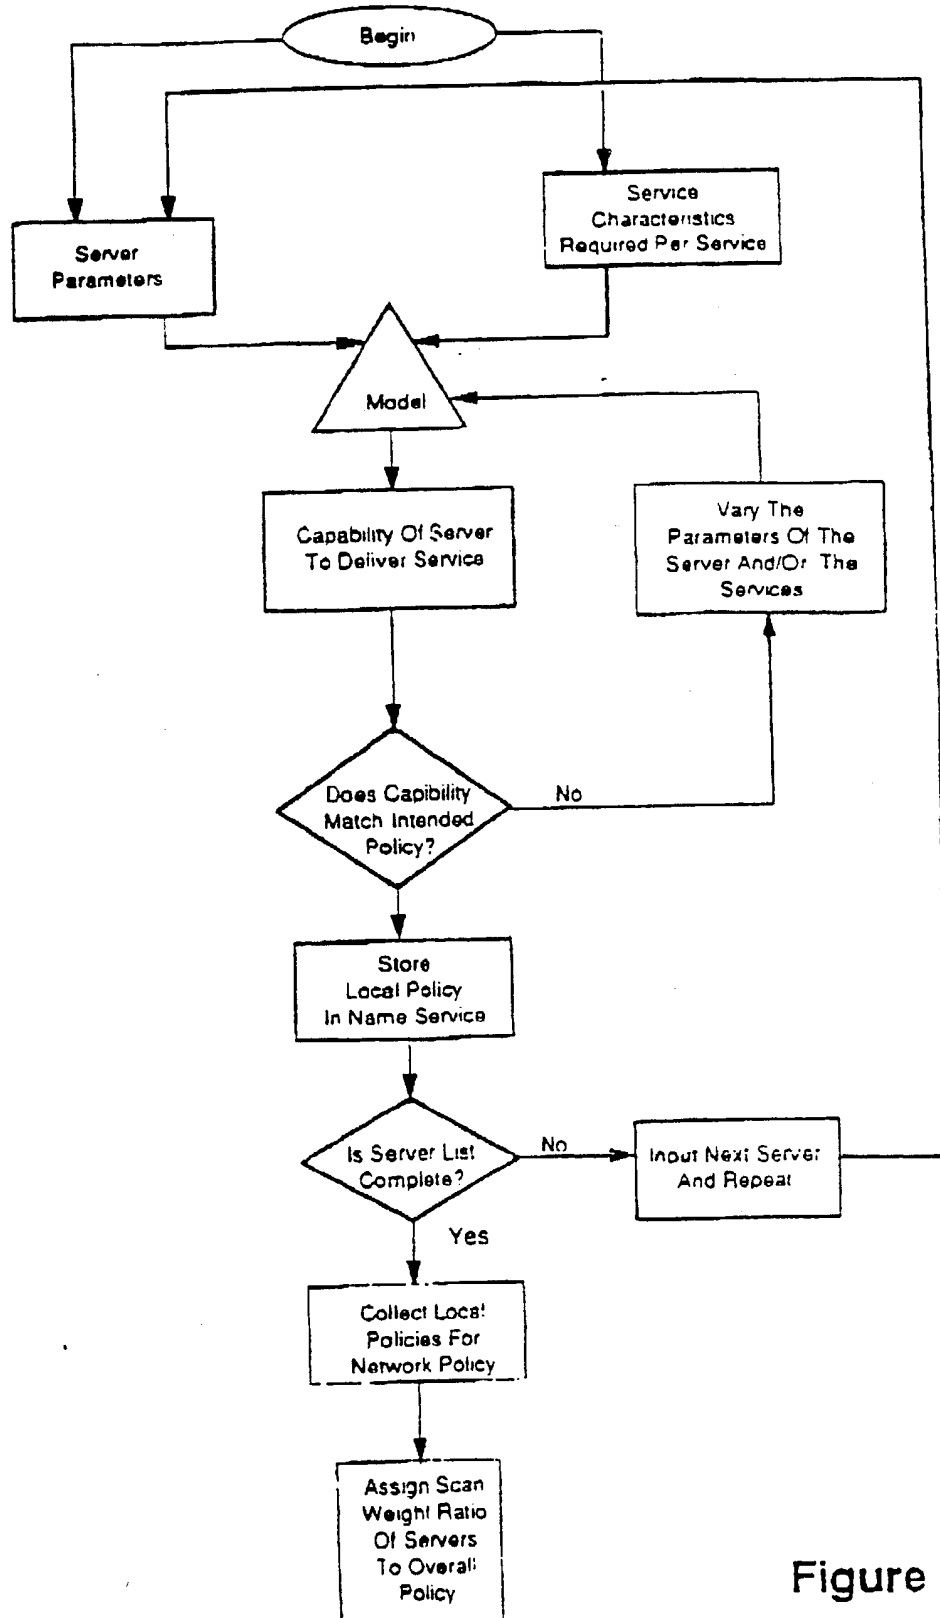 Begin
Service
Characteristics
Required Per Service
Server
Parameters
Model
Capability Of Server
To Deliver Service
Vary The
Parameters Of The
Server And/Or The
Services
Does Capibility
Match Intended
Policy?
No
Store
Local Policy
In Name Service
Is Server List
Complete?
No
Input Next Server
And Repeat
Yes
Collect Local
Policies For
Network Policy
Assign Scan
Weight Ratio
Of Servers
To Overall
Policy
Figure